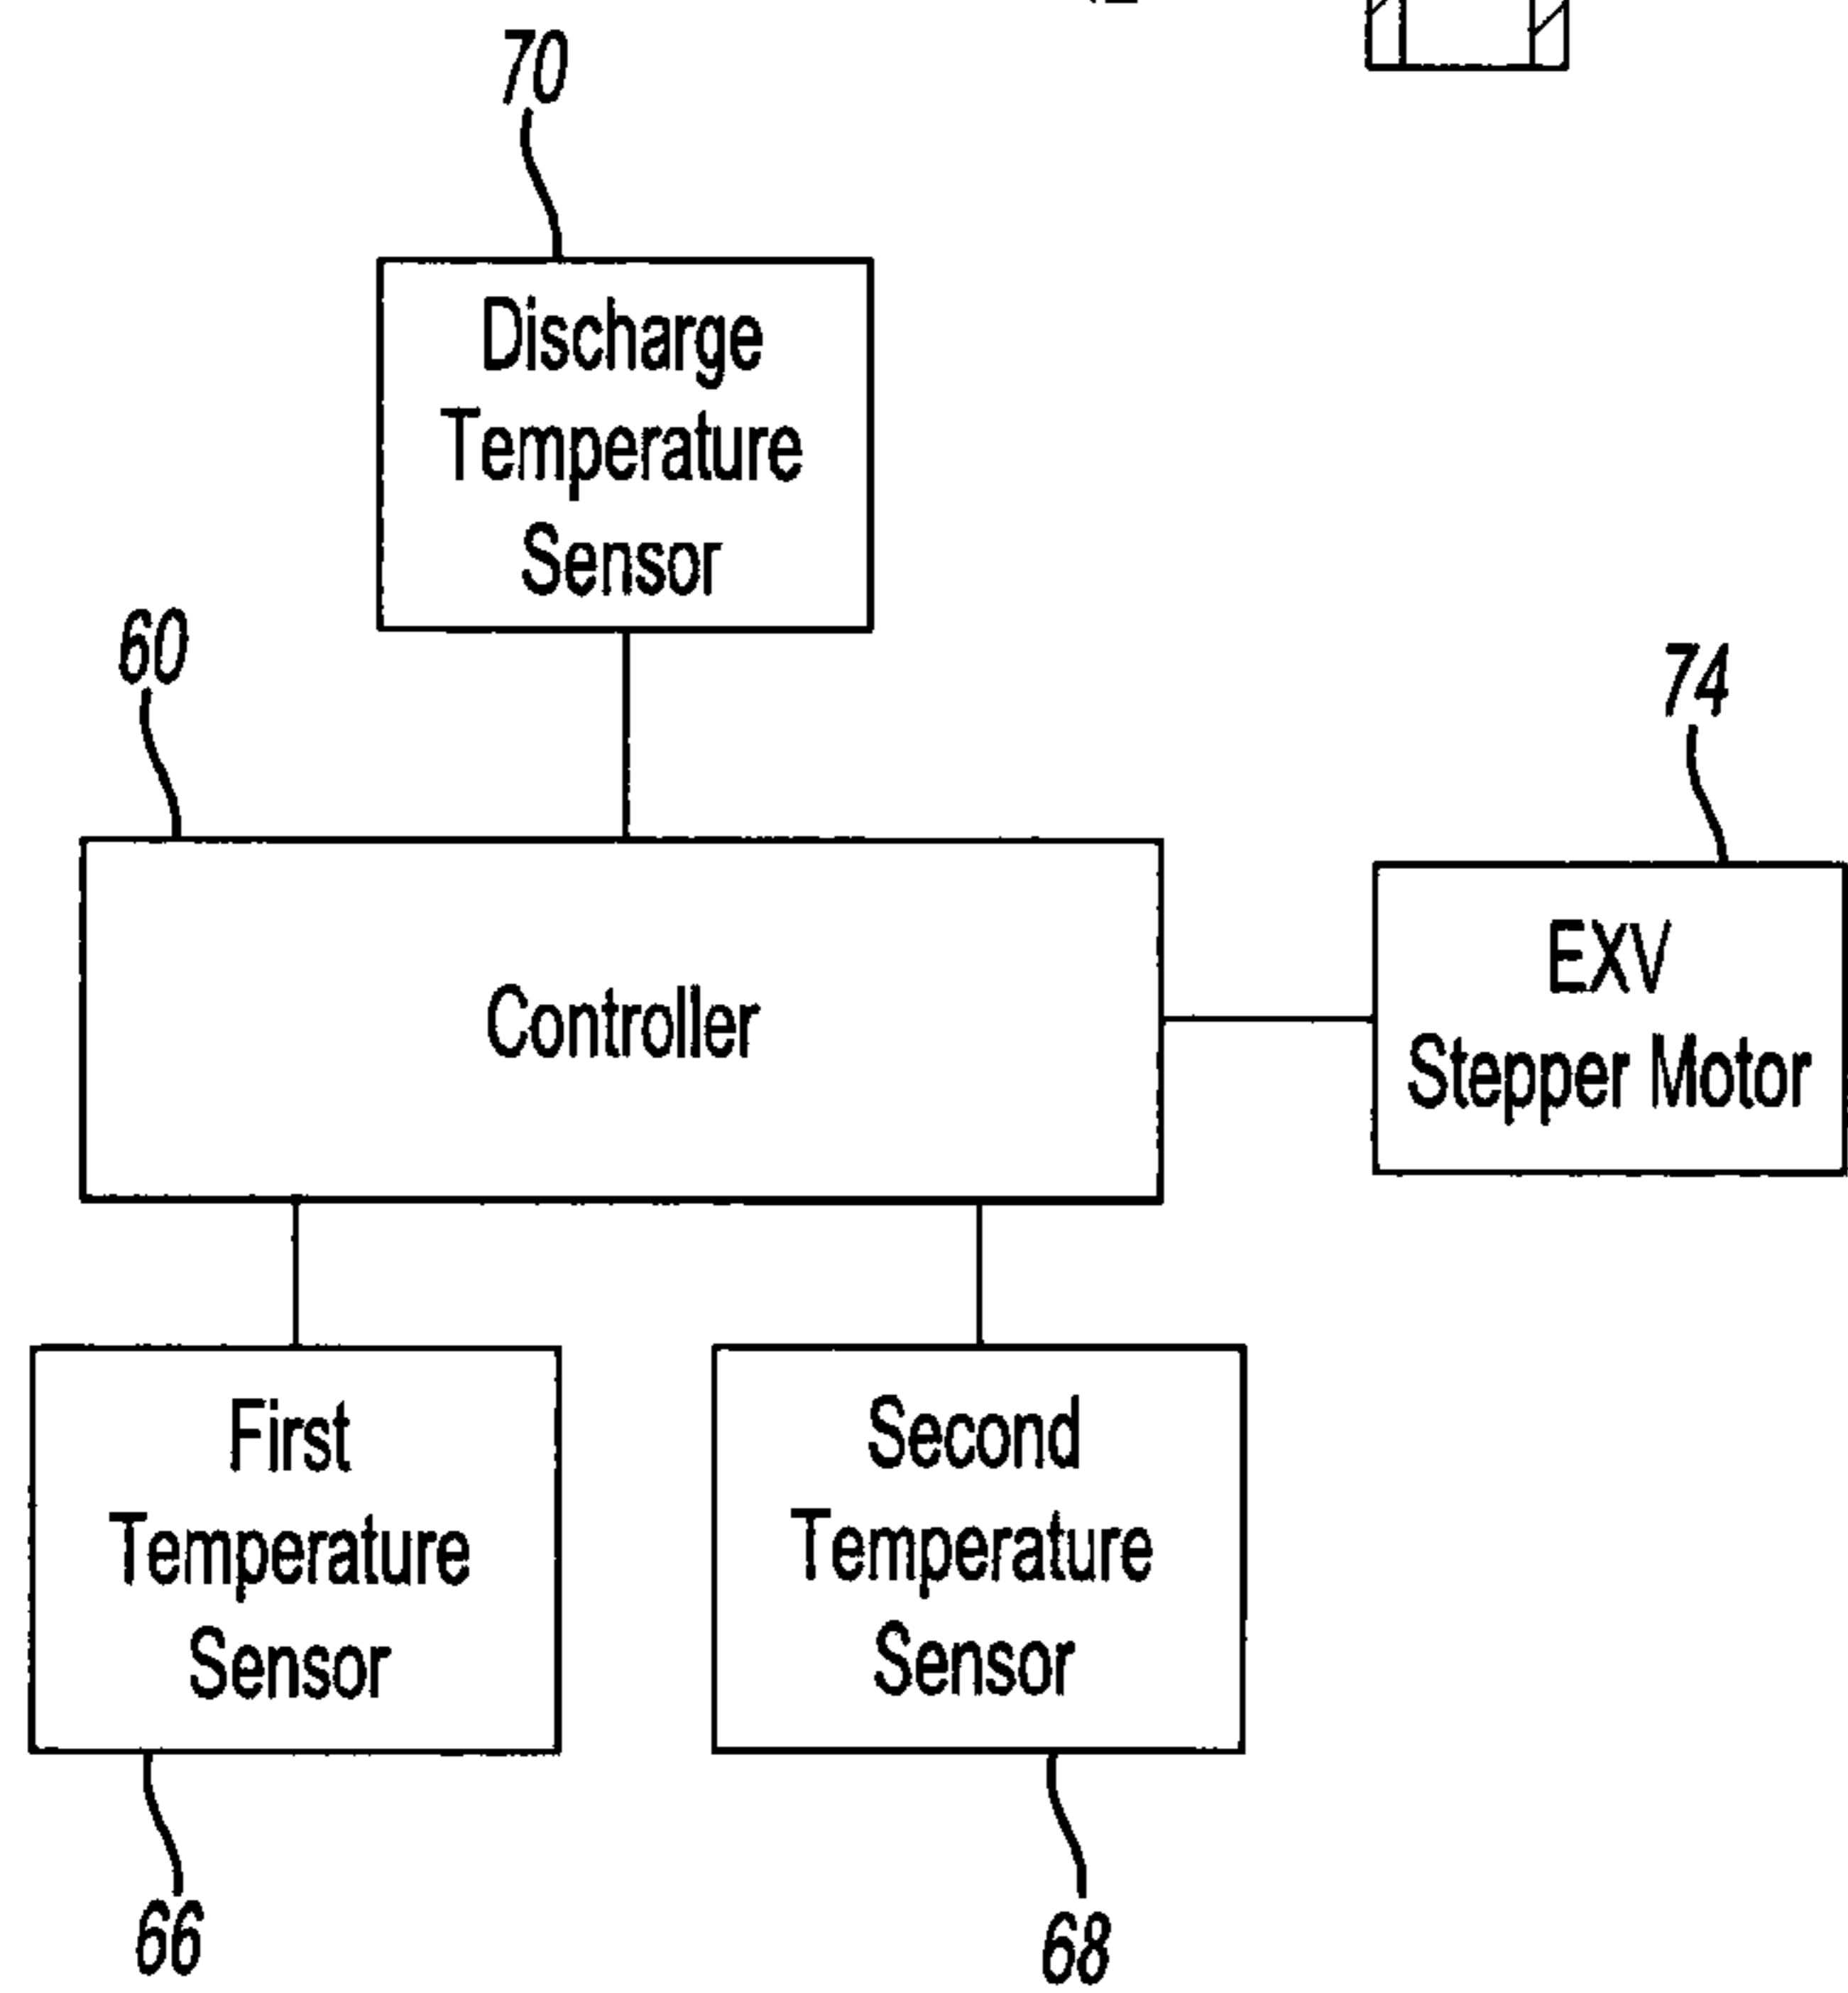 70
Discharge
Temperature
Sensor
60
74
Controller
EXV
Stepper Motor
First
Temperature
Sensor
Second
Temperature
Sensor
66
68